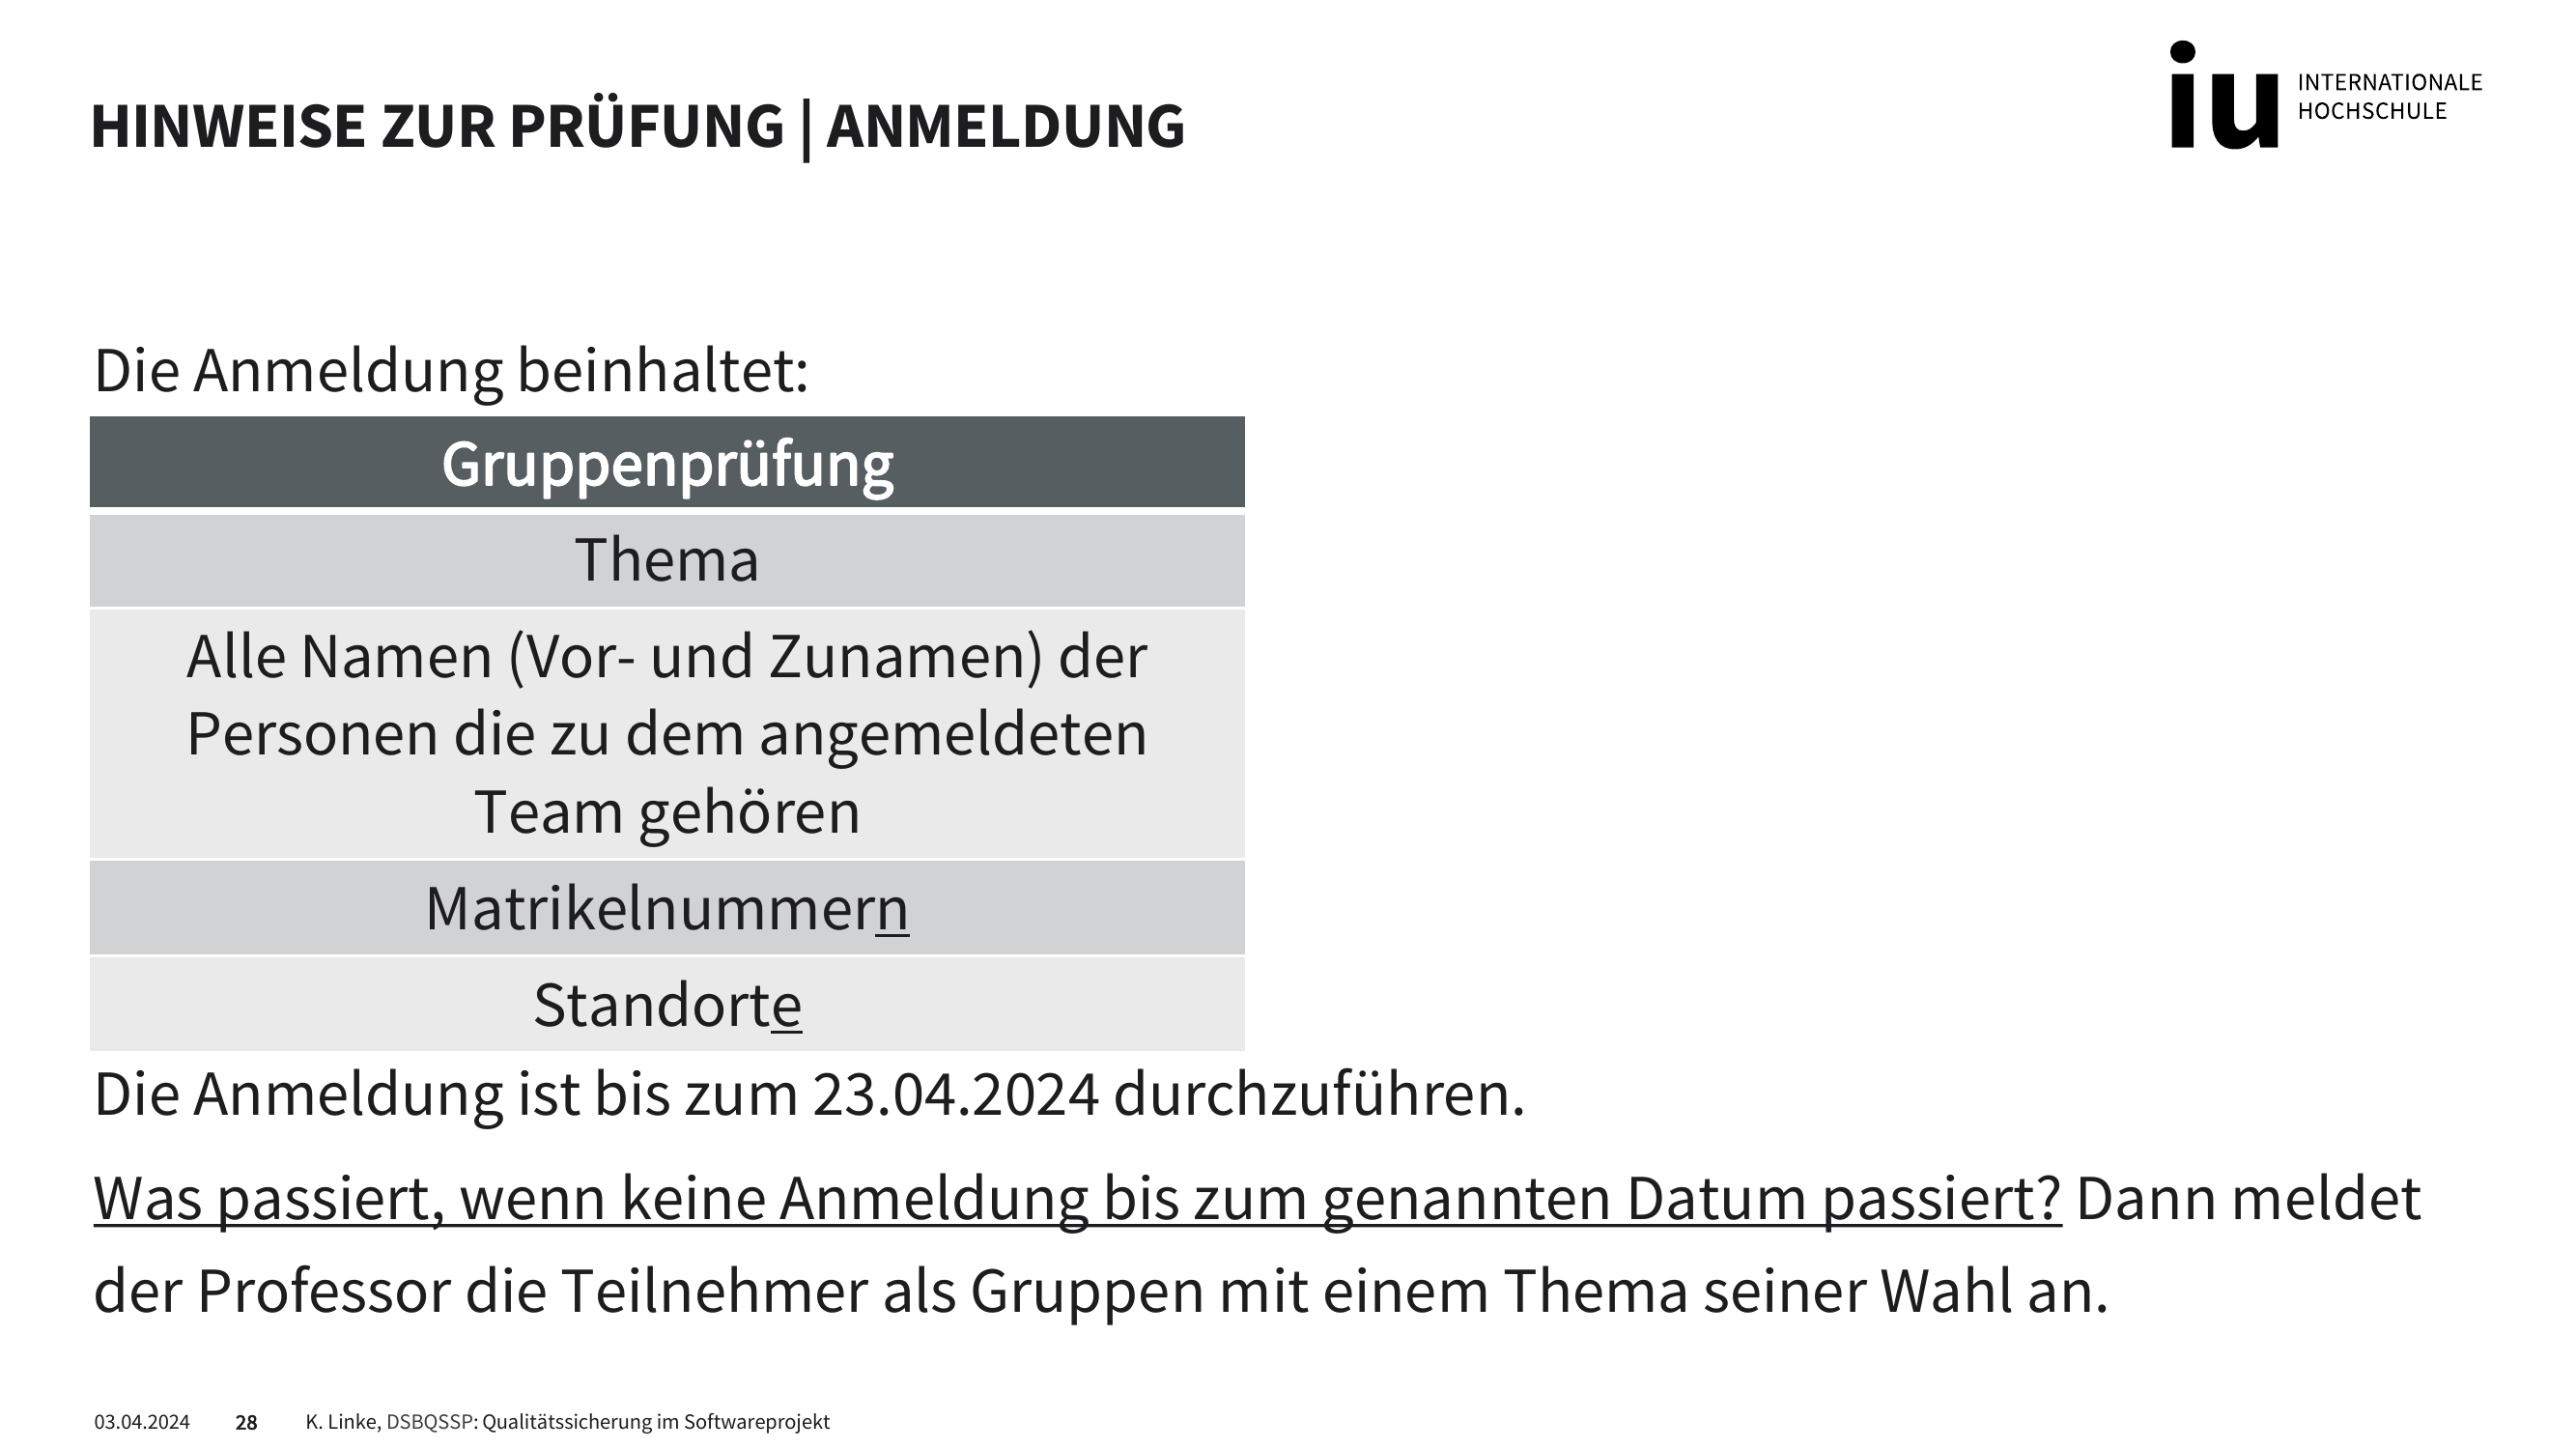 HINWEISE ZUR PRÜFUNG | ANMELDUNG
iu INTERNATIONALE
HOCHSCHULE
Die Anmeldung beinhaltet:
Gruppenprüfung
Thema
Alle Namen (Vor- und Zunamen) der
Personen die zu dem angemeldeten
Team gehören
Matrikelnummern
Standorte
Die Anmeldung ist bis zum 23.04.2024 durchzuführen.
Was passiert, wenn keine Anmeldung bis zum genannten Datum passiert? Dann meldet
der Professor die Teilnehmer als Gruppen mit einem Thema seiner Wahl an.
03.04.2024 28 K. Linke, DSBQSSP: Qualitätssicherung im Softwareprojekt